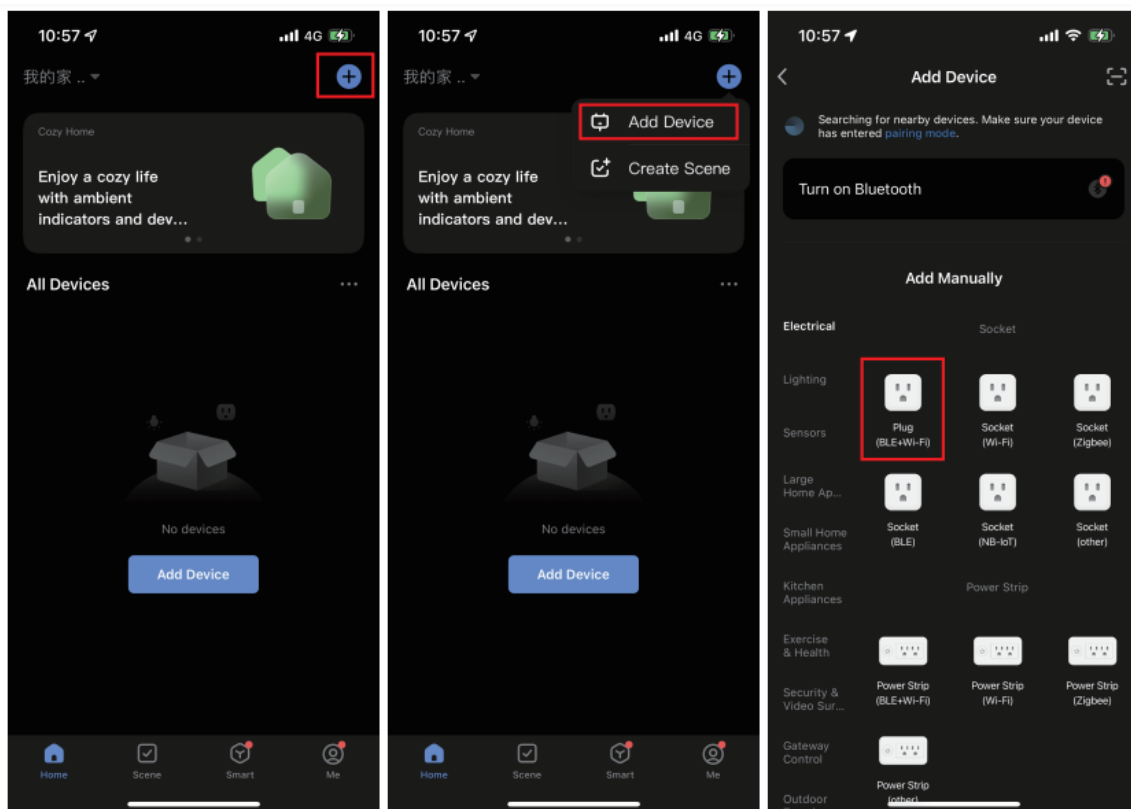 10:57
4G
我的家 ..
Cozy Home
Enjoy a cozy life
with ambient
indicators and dev...
All Devices
...
No devices
Add Device
Home
Scene
Smart
Me
10:57
4G
我的家 ..
Add Device
Create Scene
Cozy Home
Enjoy a cozy life
with ambient
indicators and dev...
All Devices
...
No devices
Add Device
Home
Scene
Smart
Me
10:57
Add Device
Searching for nearby devices. Make sure your device
has entered pairing mode.
Turn on Bluetooth
Add Manually
Electrical
Lighting
Sensors
Large
Home Ap...
Small Home
Appliances
Kitchen
Appliances
Exercise
& Health
Security &
Video Sur...
Gateway
Control
Outdoor
Socket
Plug
(BLE+Wi-Fi)
Socket
(Wi-Fi)
Socket
(Zigbee)
Socket
(BLE)
Socket
(NB-IoT)
Socket
(other)
Power Strip
Power Strip
(BLE+Wi-Fi)
Power Strip
(Wi-Fi)
Power Strip
(Zigbee)
Power Strip
(other)